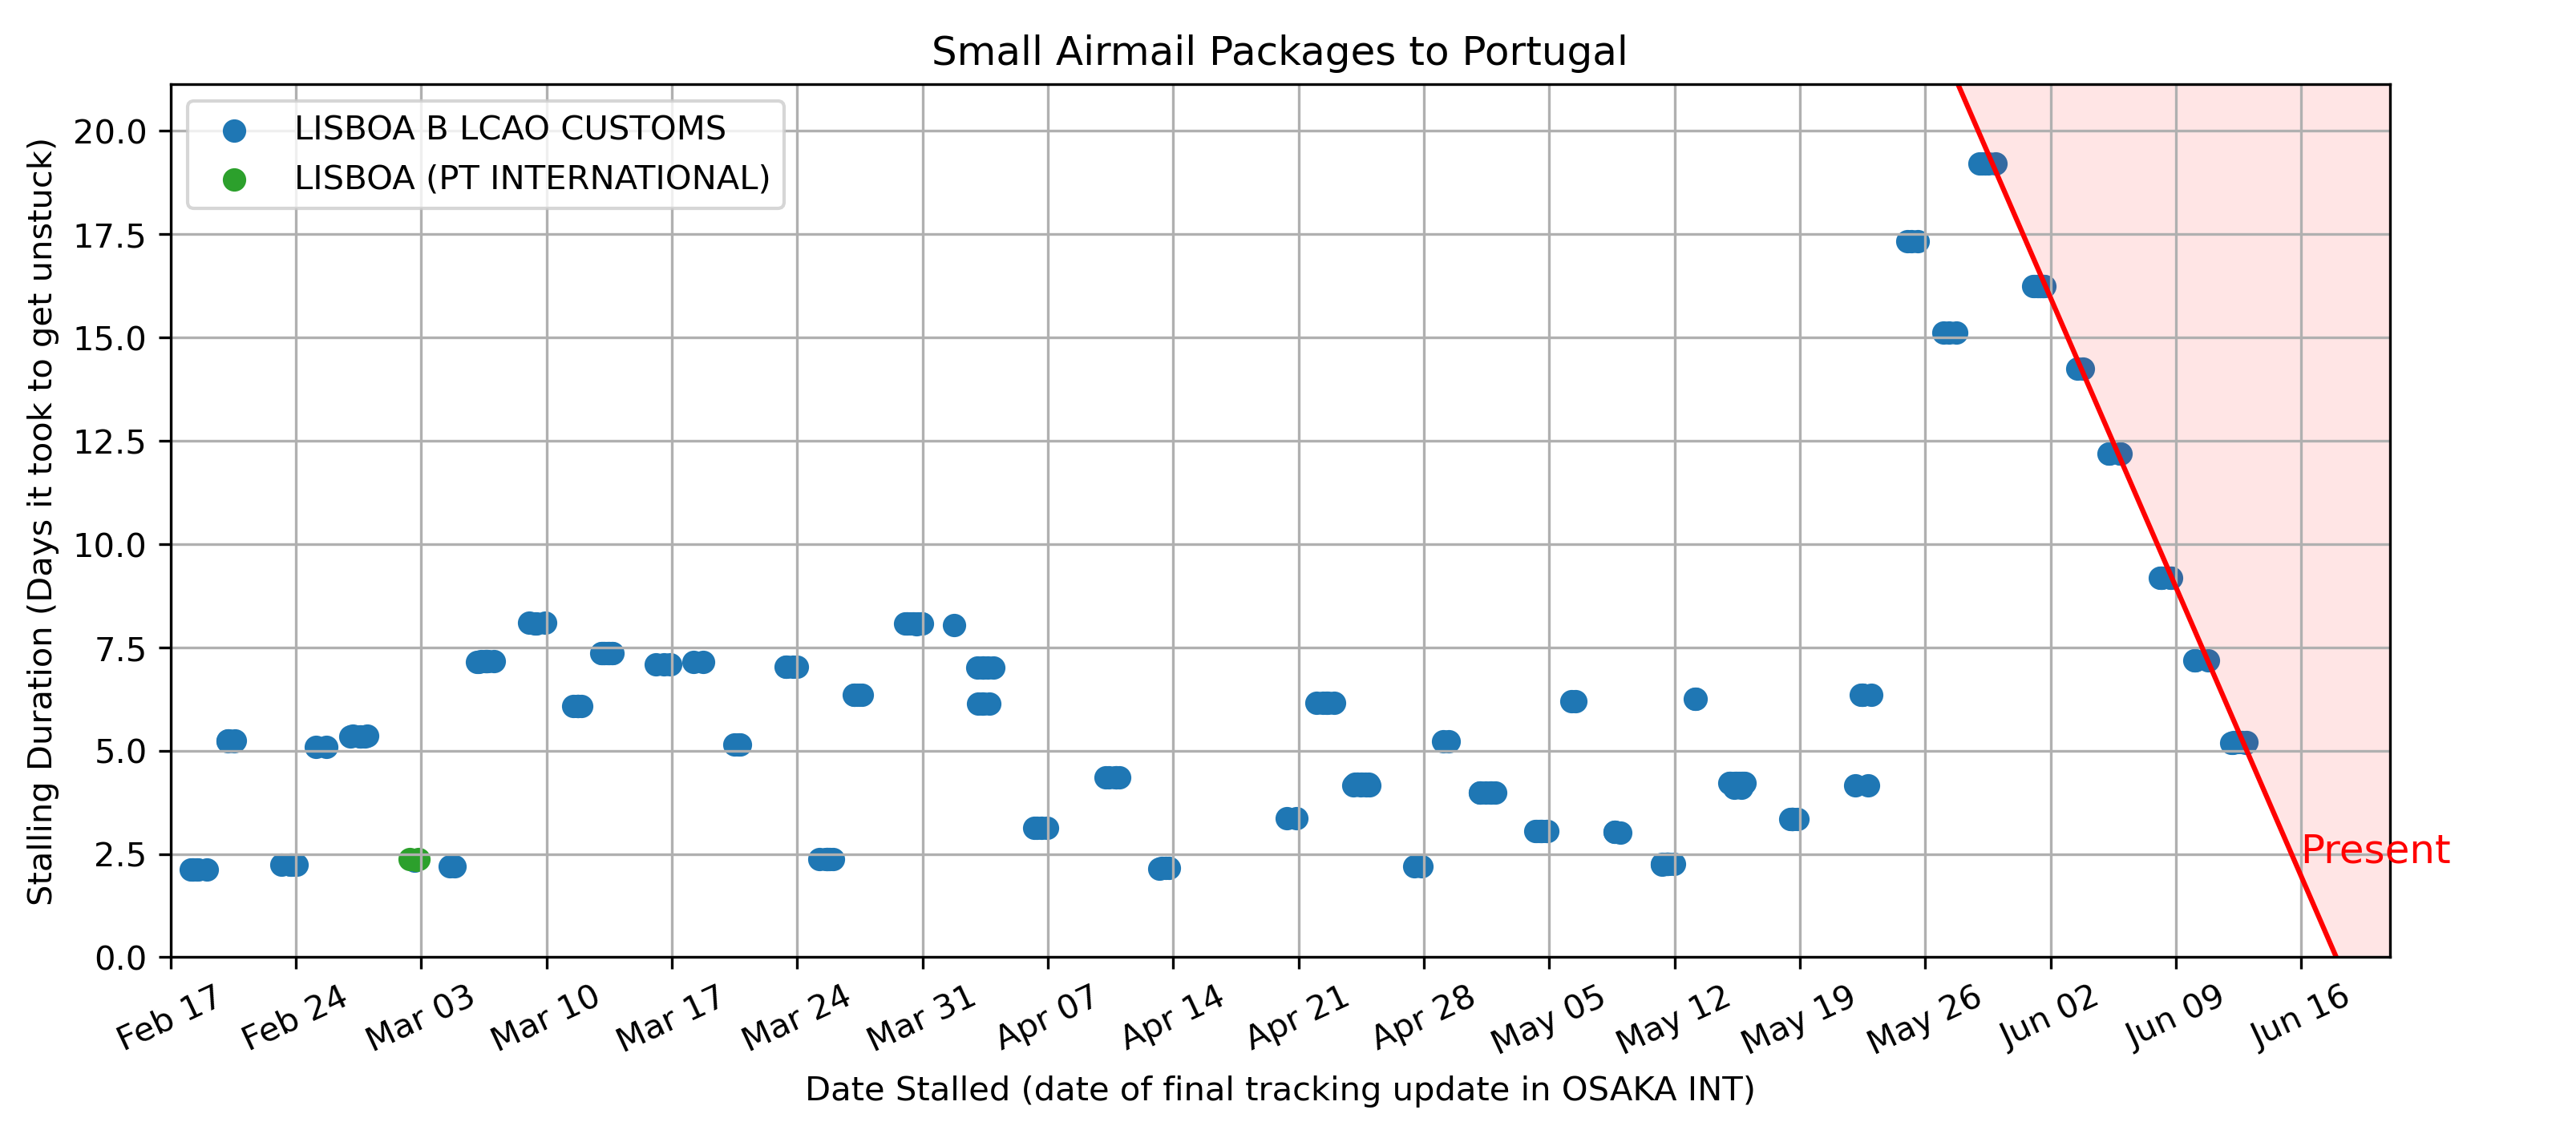 Small Airmail Packages to Portugal
LISBOA B LCAO CUSTOMS
LISBOA (PT INTERNATIONAL)
Stalling Duration (Days it took to get unstuck)
20.0
17.5
15.0
12.5
10.0
7.5
5.0
2.5
0.0
Present
Feb 17
Feb 24
Mar 03
Mar 10
Mar 17
Mar 24
Mar 31
Apr 07
Apr 14
Apr 21
Apr 28
May 05
May 12
May 19
May 26
Jun 02
Jun 09
Jun 16
Date Stalled (date of final tracking update in OSAKA INT)